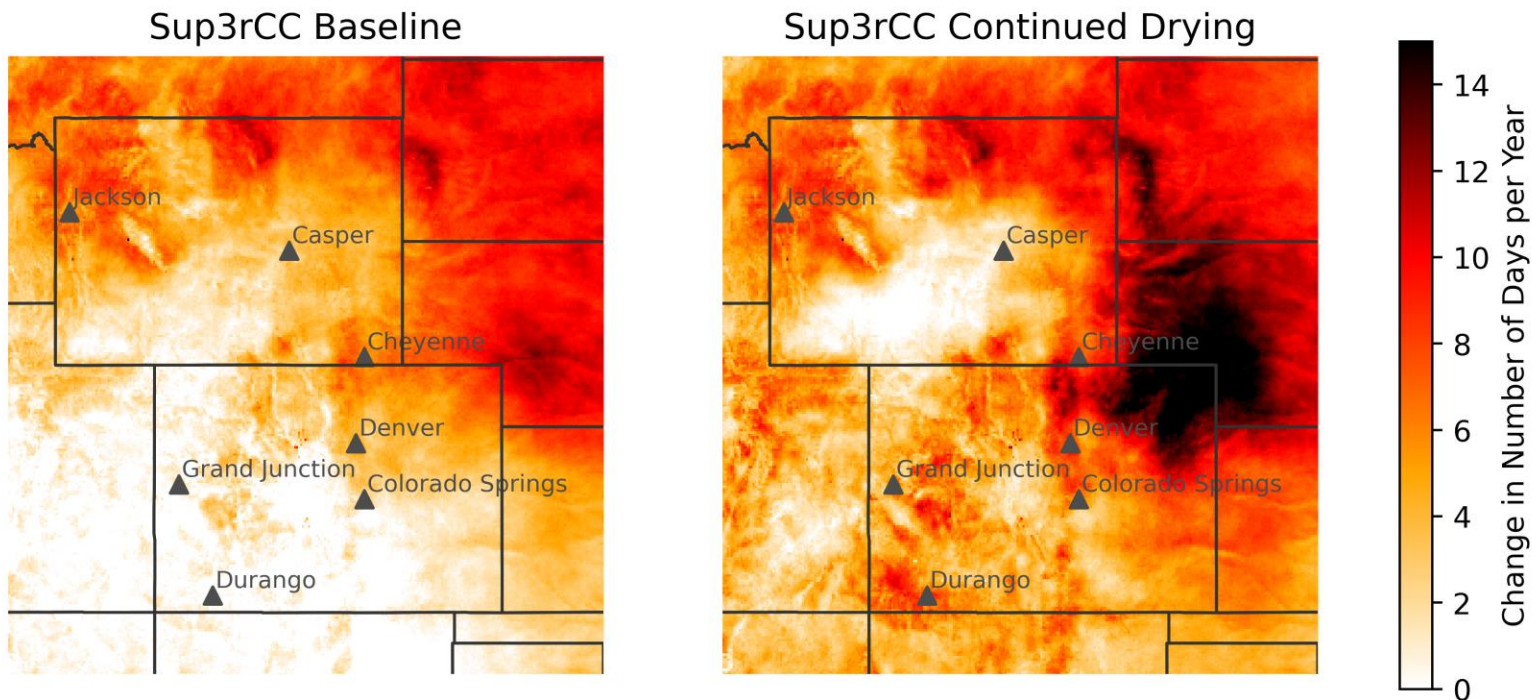 Sup3rCC Baseline
Jackson
Casper
Cheyenne
Denver
Grand Junction
Colorado Springs
Durango
Sup3rCC Continued Drying
Jackson
Casper
Cheyenne
Denver
Grand Junction
Colorado Springs
Durango
14
12
10
8
6
4
2
0
Change in Number of Days per Year